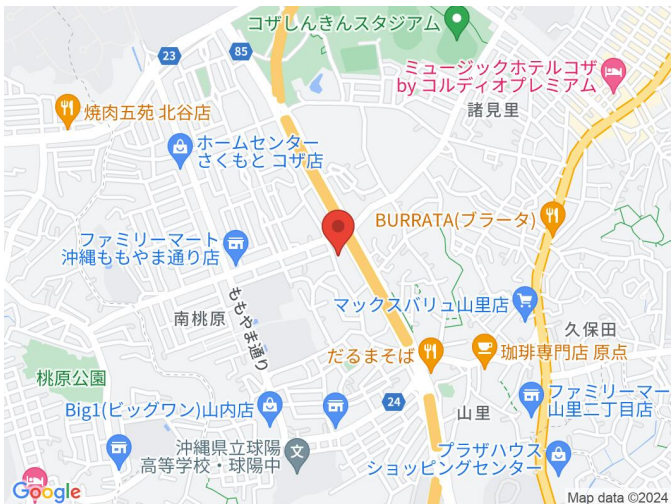 コザしんきんスタジアム
23
85
ミュージックホテルコザ
by コルディオプレミアム
焼肉五苑 北谷店
諸見里
ホームセンター
さくもと コザ店
BURRATA(ブラータ)
ファミリーマート
沖縄ももやま通り店
マックスバリュ山里店
南桃原
ももやま通り
久保田
だるまそば
珈琲専門店 原点
桃原公園
Big1(ビッグワン)山内店
24
山里
ファミリーマー
山里二丁目店
沖縄県立球陽
高等学校・球陽中
文
プラザハウス
ショッピングセンター
Google
Map data ©2024